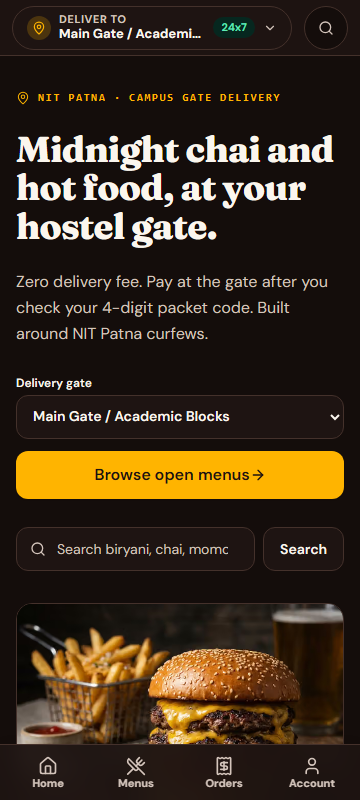 DELIVER TO
Main Gate / Academi...
24x7
NIT PATNA · CAMPUS GATE DELIVERY
Midnight chai and
hot food, at your
hostel gate.
Zero delivery fee. Pay at the gate after you
check your 4-digit packet code. Built
around NIT Patna curfews.
Delivery gate
Main Gate / Academic Blocks
Browse open menus→
Search biryani, chai, momo
Search
Home
Menus
Orders
Account